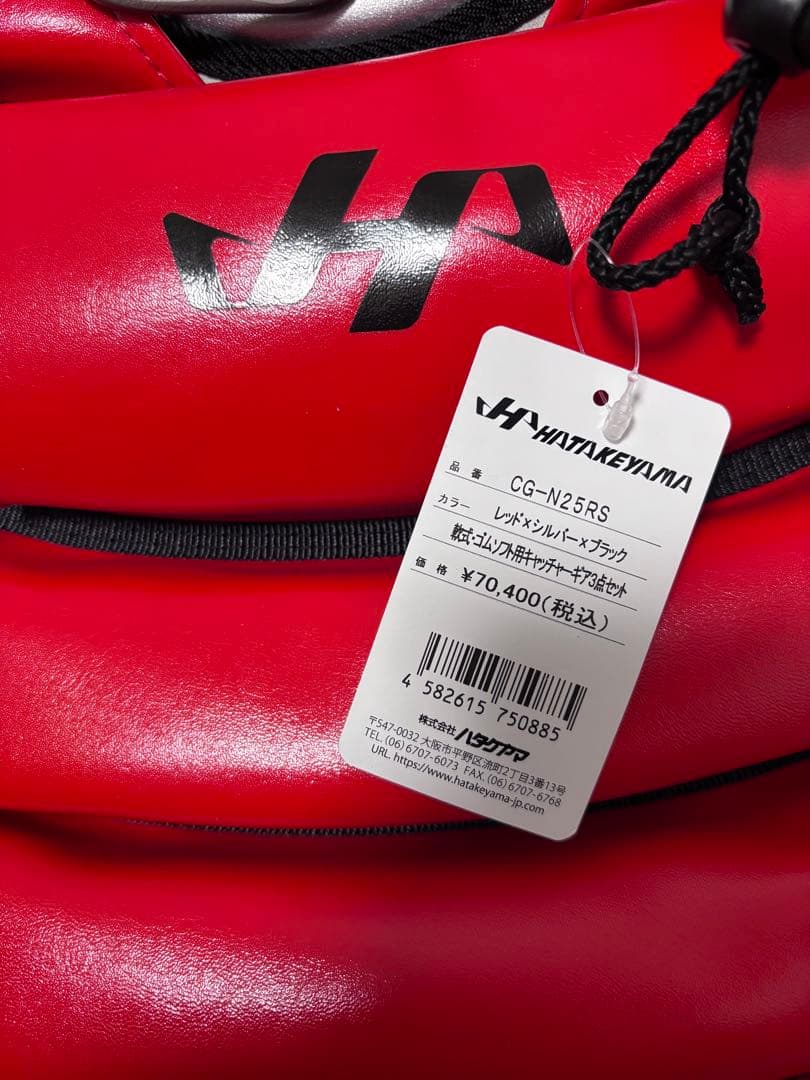 HATAKEYAMA
品番 CG-N25RS
カラー レッド×シルバー×ブラック
軟式・ゴムソフト用キャッチャーギア3点セット
価格 ¥70,400(税込)
4 582615 750885
株式会社 ハタケヤマ
〒547-0032 大阪市平野区流町2丁目3番13号
TEL. (06) 6707-6073 FAX. (06) 6707-6768
URL. https://www.hatakeyama-jp.com